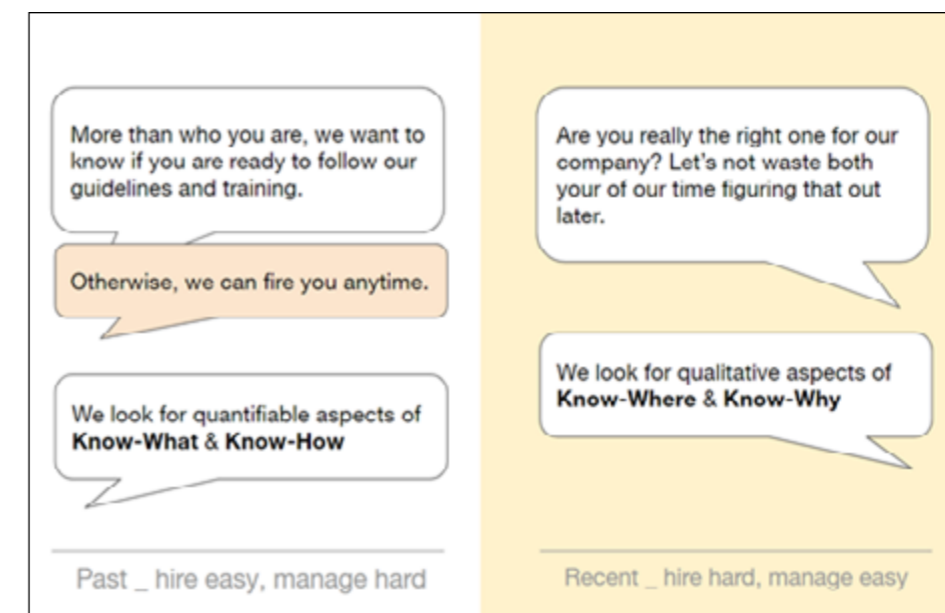 More than who you are, we want to
know if you are ready to follow our
guidelines and training.
Otherwise, we can fire you anytime.
We look for quantifiable aspects of
Know-What & Know-How
Past _ hire easy, manage hard
Are you really the right one for our
company? Let's not waste both
your of our time figuring that out
later.
We look for qualitative aspects of
Know-Where & Know-Why
Recent _ hire hard, manage easy